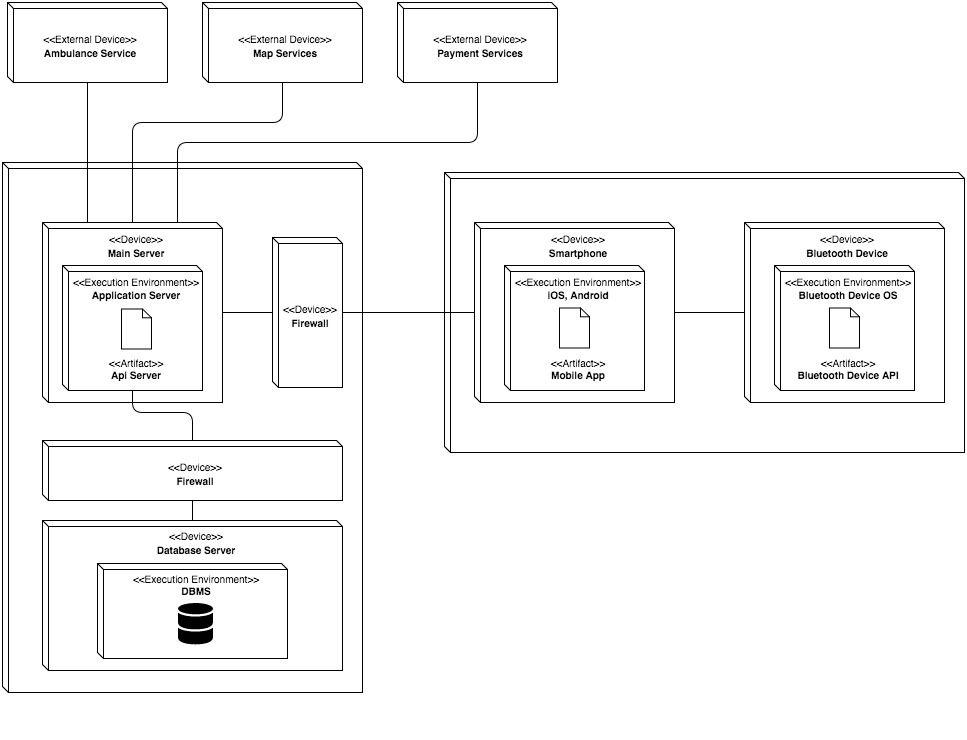 <<External Device>>
Ambulance Service
<<External Device>>
Map Services
<<External Device>>
Payment Services
<<Device>>
Main Server
<<Execution Environment>>
Application Server
<<Artifact>>
Api Server
<<Device>>
Firewall
<<Device>>
Smartphone
<<Execution Environment>>
iOS, Android
<<Artifact>>
Mobile App
<<Device>>
Bluetooth Device
<<Execution Environment>>
Bluetooth Device OS
<<Artifact>>
Bluetooth Device API
<<Device>>
Firewall
<<Device>>
Database Server
<<Execution Environment>>
DBMS